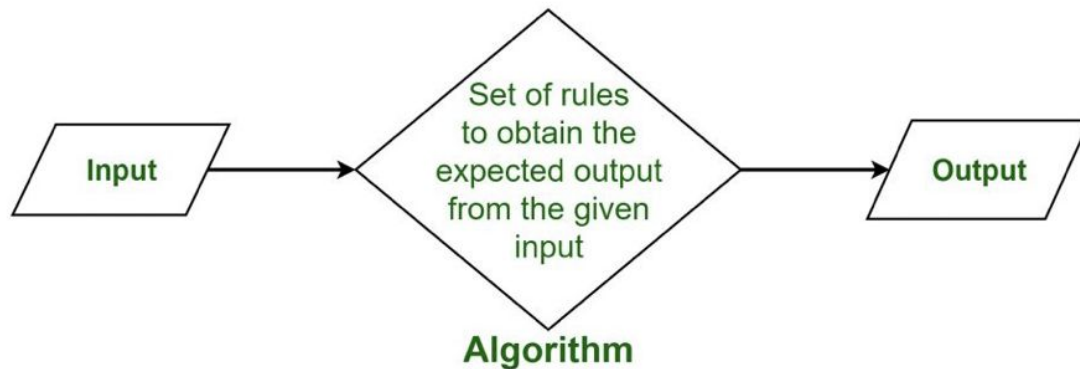 Input
Set of rules
to obtain the
expected output
from the given
input
Output
Algorithm